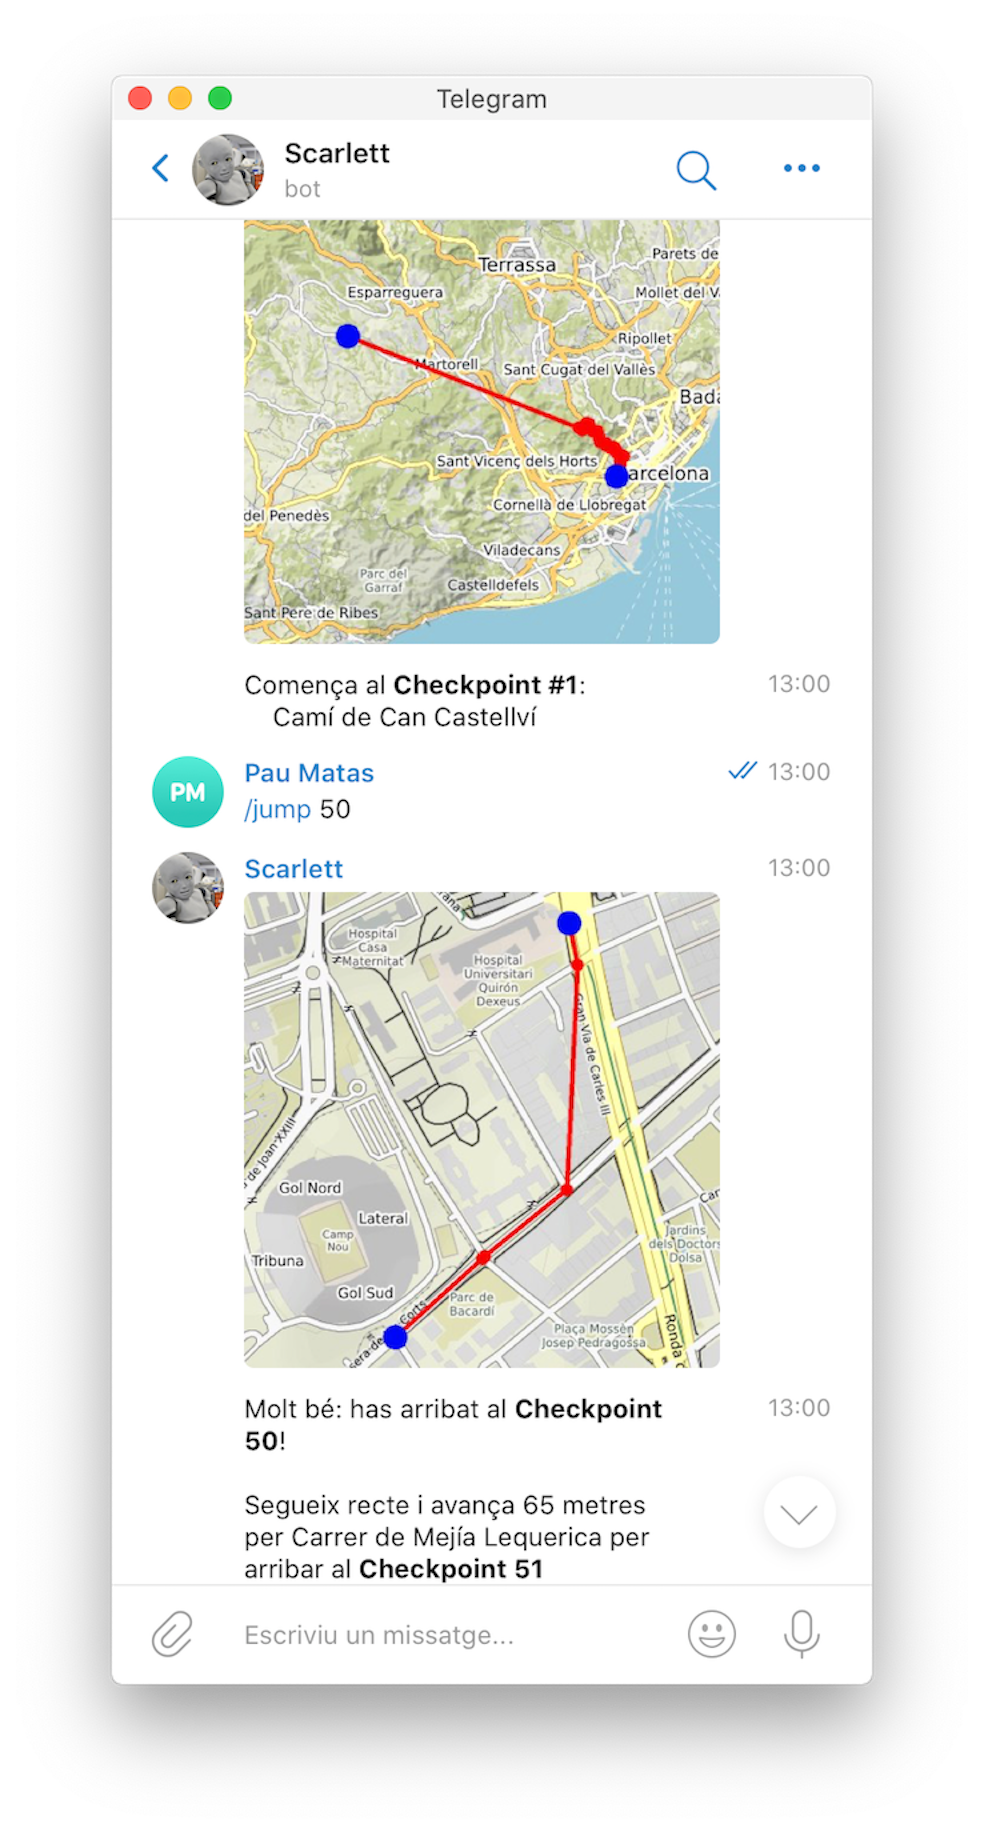 Telegram
Scarlett
bot
Terrassa
Parets de
Esparreguera
Mollet del V
Ripollet
Martorell
Sant Cugat del Vallès
Bada
Sant Vicenç dels Horts
arcelona
Cornellà de Llobregat
del Penedès
Viladecans
Parc del
Garraf
Castelldefels
Sant Pere de Ribes
Comença al Checkpoint #1:
13:00
Camí de Can Castellví
PM
Pau Matas
13:00
/jump 50
Scarlett
13:00
Hospital
Casa
Maternitat
Hospital
Universitari
Quirón
Dexeus
Gran Via de Carles III
de Joan XXIII
Gol Nord
Lateral
Camp
Nou
Tribuna
Gol Sud
Jardins
dels Doctors
Dolsa
Car
Parc de
Bacardí
sera de les Corts
Plaça Mossèn
Josep Pedragossa
Ronda
Molt bé: has arribat al Checkpoint
13:00
50!
Segueix recte i avança 65 metres
per Carrer de Mejía Lequerica per
arribar al Checkpoint 51
Escriviu un missatge...